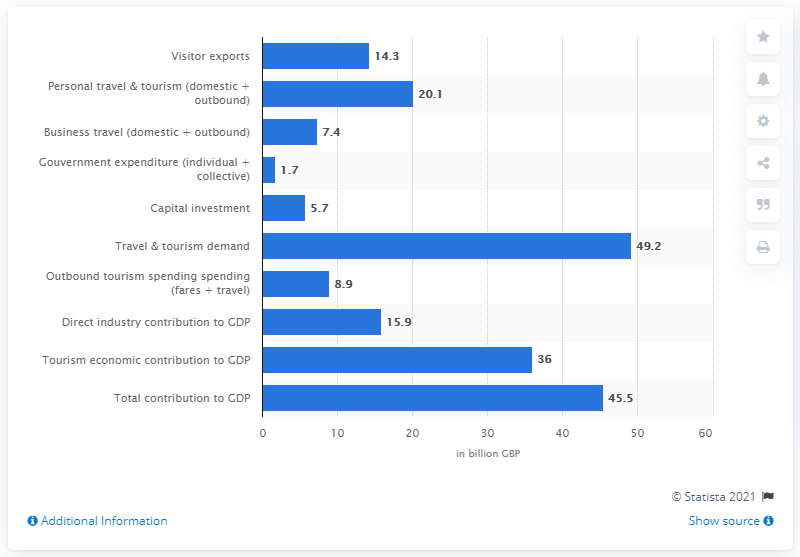 Visitor exports
14.3
Personal travel & tourism (domestic +
outbound)
20.1
Business travel (domestic + outbound)
7.4
Gouvernment expenditure (individual +
collective)
1.7
Capital investment
5.7
Travel & tourism demand
49.2
Outbound tourism spending spending
(fares + travel)
8.9
Direct industry contribution to GDP
15.9
Tourism economic contribution to GDP
36
Total contribution to GDP
45.5
0 10 20 30 40 50 60
in billion GBP
© Statista 2021
Additional Information
Show source